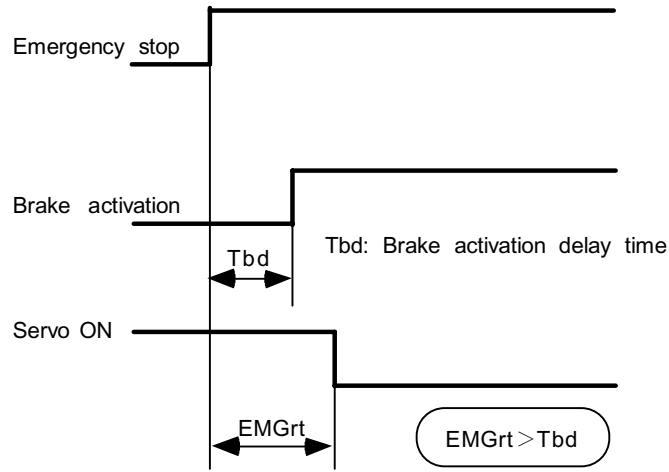 Emergency stop
Brake activation
Tbd: Brake activation delay time
Tbd
Servo ON
EMGrt
EMGrt＞Tbd